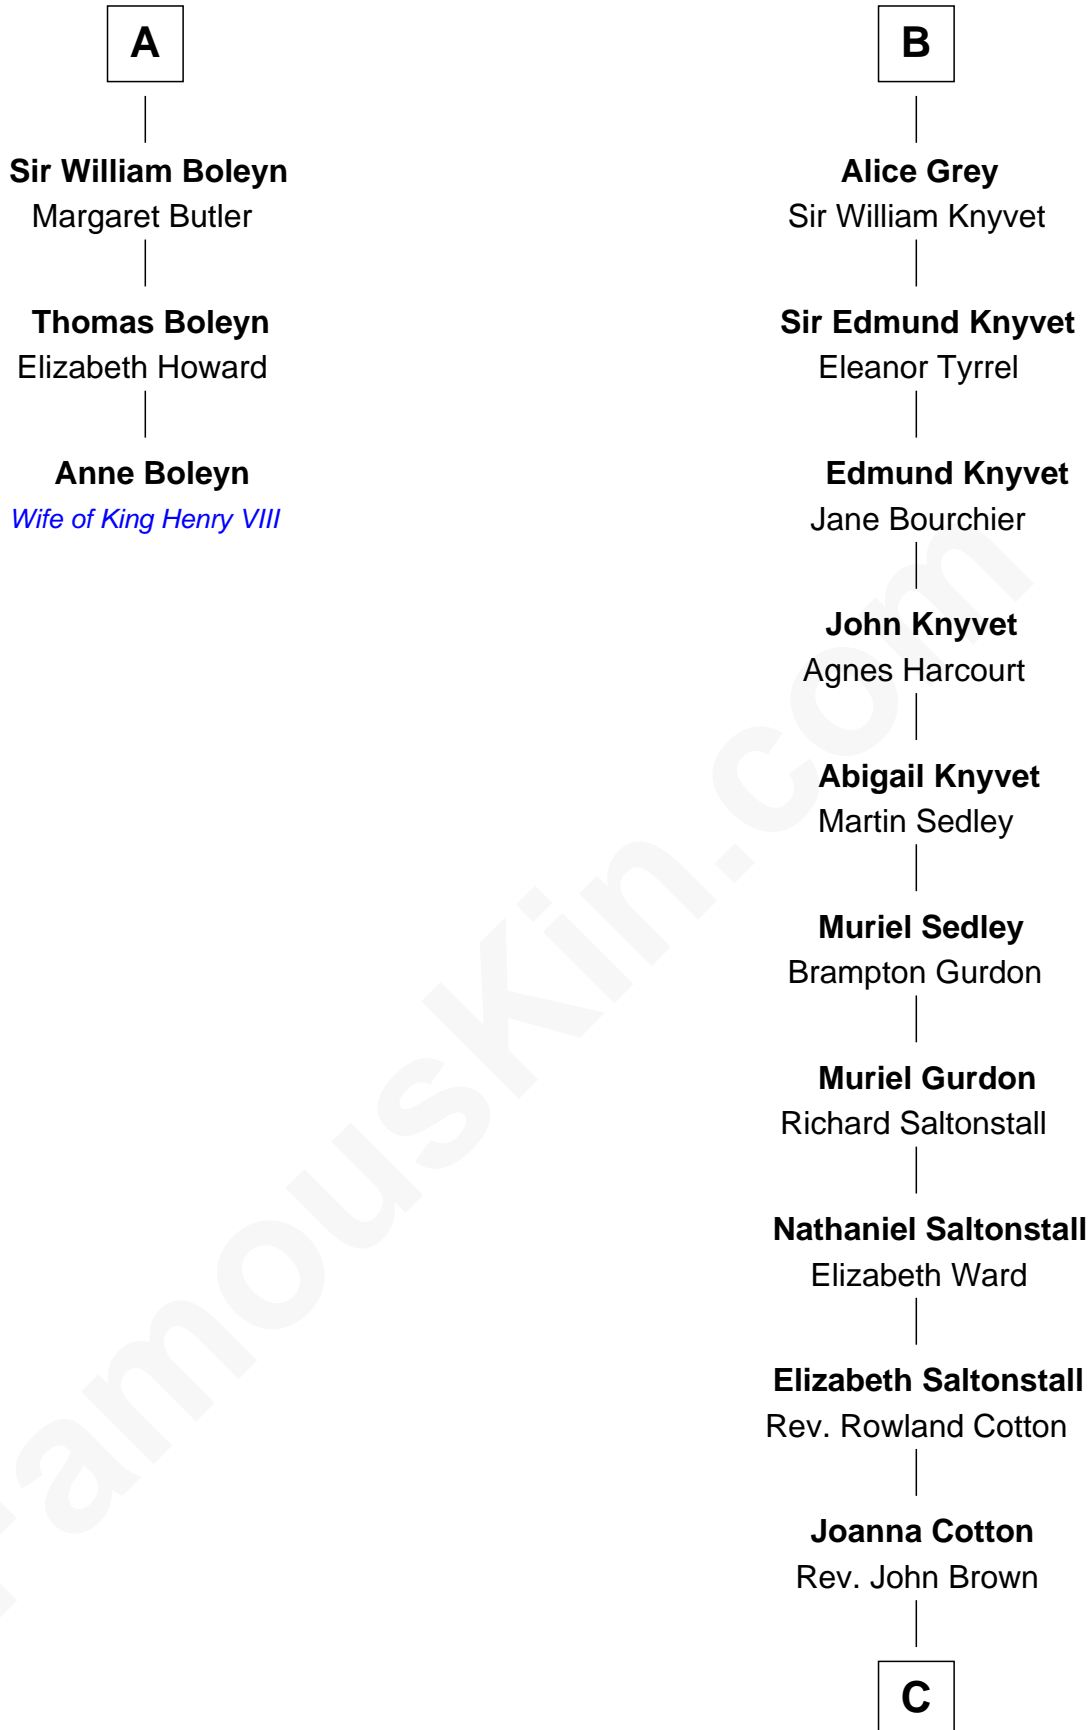 A
Sir William Boleyn
Margaret Butler
Thomas Boleyn
Elizabeth Howard
Anne Boleyn
Wife of King Henry VIII
B
Alice Grey
Sir William Knyvet
Sir Edmund Knyvet
Eleanor Tyrrel
Edmund Knyvet
Jane Bourchier
John Knyvet
Agnes Harcourt
Abigail Knyvet
Martin Sedley
Muriel Sedley
Brampton Gurdon
Muriel Gurdon
Richard Saltonstall
Nathaniel Saltonstall
Elizabeth Ward
Elizabeth Saltonstall
Rev. Rowland Cotton
Joanna Cotton
Rev. John Brown
C
FamousKin.com